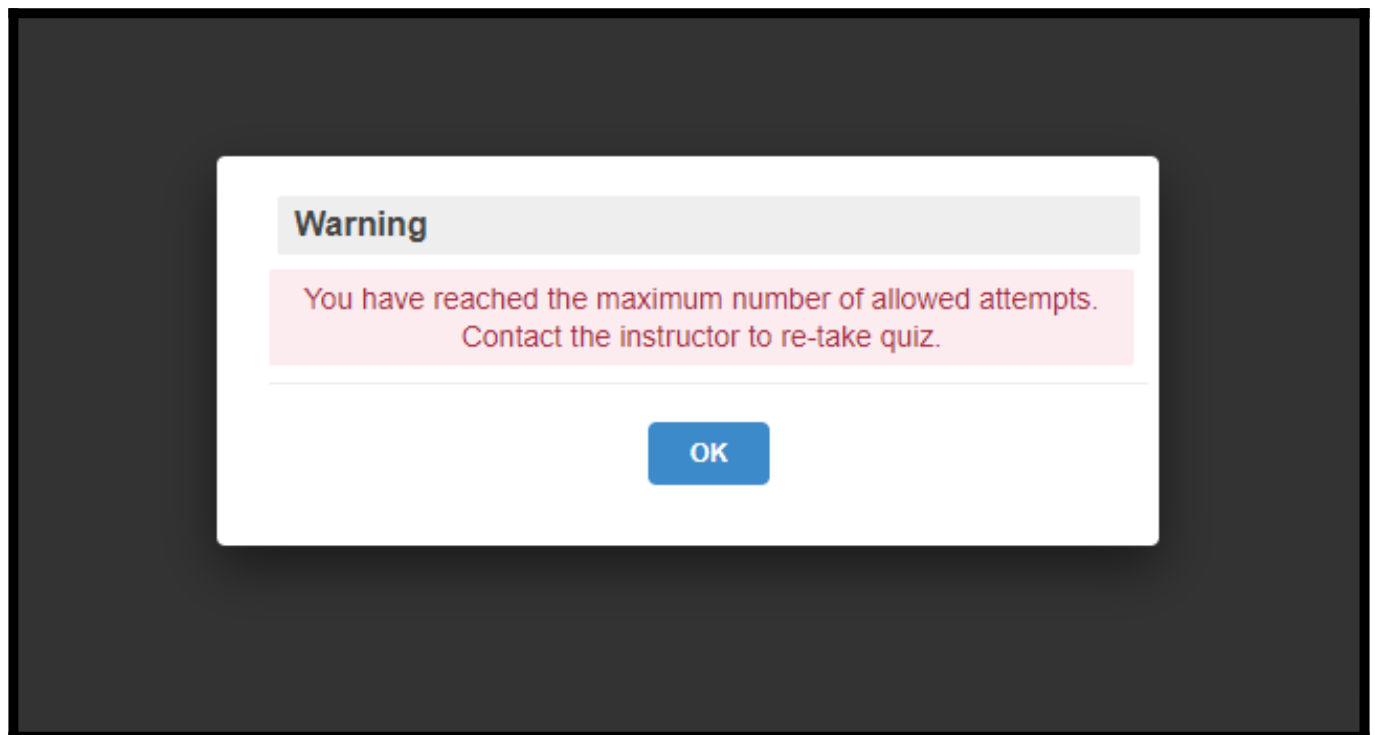 Warning
You have reached the maximum number of allowed attempts.
Contact the instructor to re-take quiz.
OK